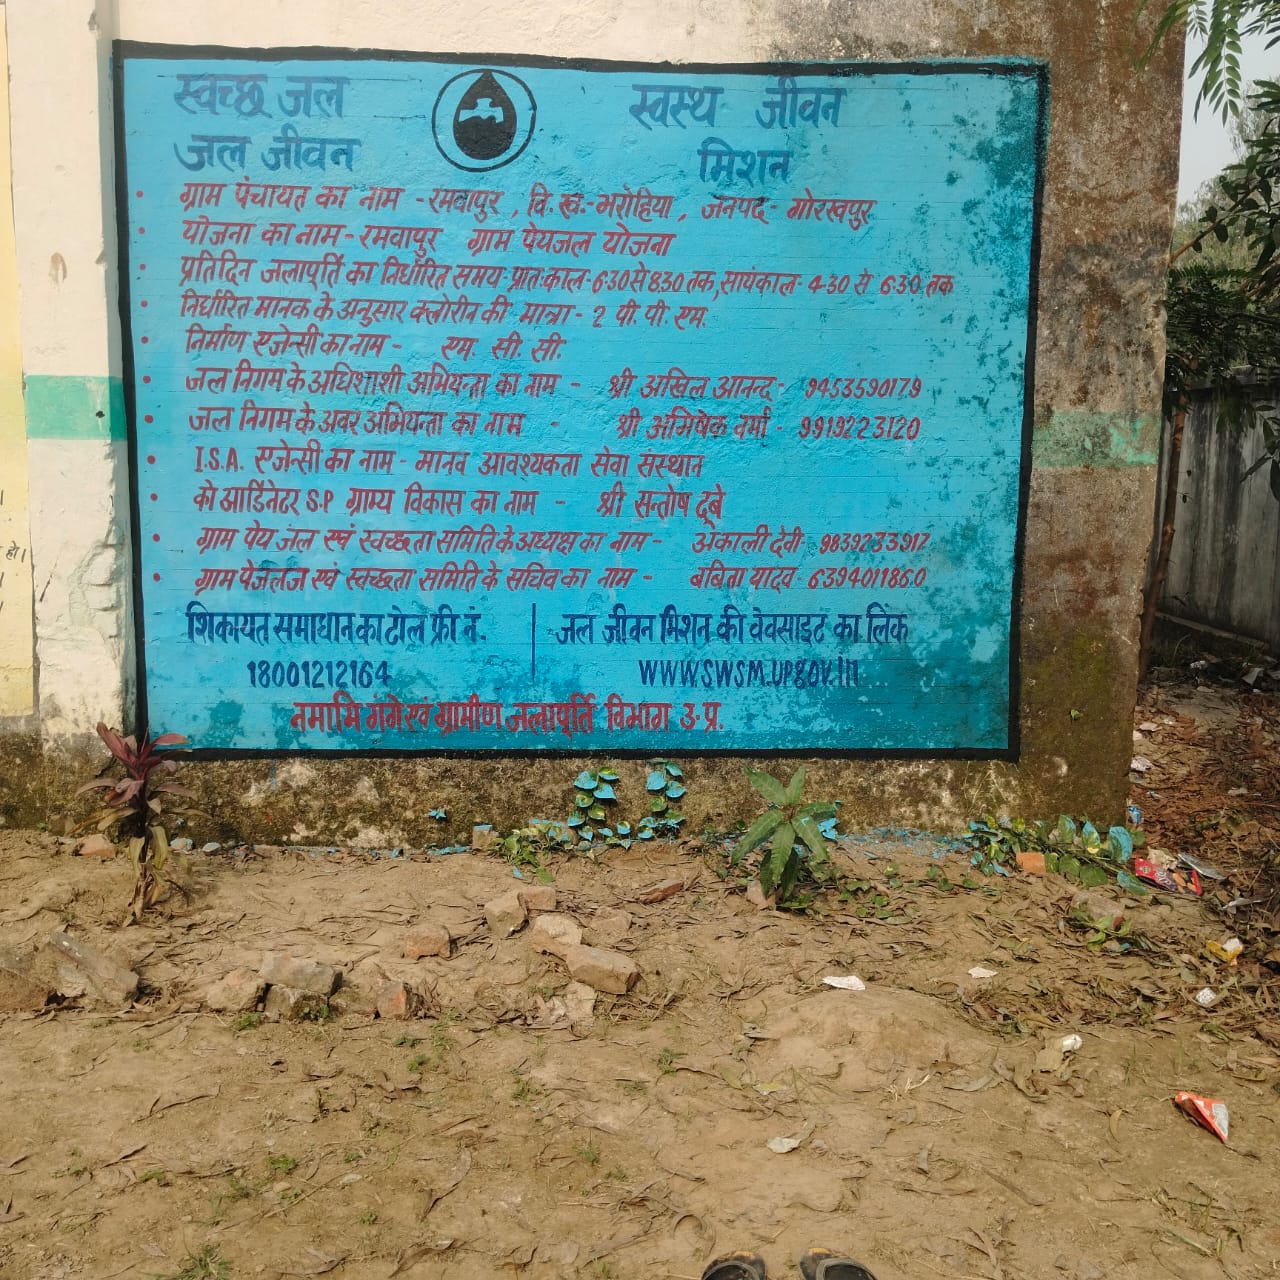 स्वच्छ जल स्वस्थ जीवन
जल जीवन मिशन
ग्राम पंचायत का नाम - रमवापुर, वि. ख.- भरोहिया, जनपद- गोरखपुर
योजना का नाम - रमवापुर ग्राम पेयजल योजना
प्रतिदिन जलापूर्ति का निर्धारित समय प्रातःकाल- 6:30 से 8:30 तक, सायंकाल- 4:30 से 6:30 तक
निर्धारित मानक के अनुसार क्लोरीन की मात्रा - 2 पी. पी. एम.
निर्माण एजेन्सी का नाम - एम. सी. सी.
जल निगम के अधिशाशी अभियन्ता का नाम - श्री अखिल आनन्द- 9453590179
जल निगम के अवर अभियन्ता का नाम - श्री अभिषेक वर्मा - 9919223120
I.S.A. एजेन्सी का नाम - मानव आवश्यकता सेवा संस्थान
को आर्डिनेटर S.P ग्राम्य विकास का नाम - श्री सन्तोष दूबे
ग्राम पेय जल एवं स्वच्छता समिति के अध्यक्ष का नाम - अकाली देवी- 9839233917
ग्राम पेजलज एवं स्वच्छता समिति के सचिव का नाम - बबिता यादव- 6394011860
शिकायत समाधान का टोल फ्री नं. | जल जीवन मिशन की वेवसाइट का लिंक
18001212164 WWW.SWSM.UPGOV.IN
नमामि गंगे एवं ग्रामीण जलापूर्ति विभाग उ. प्र.
हो।